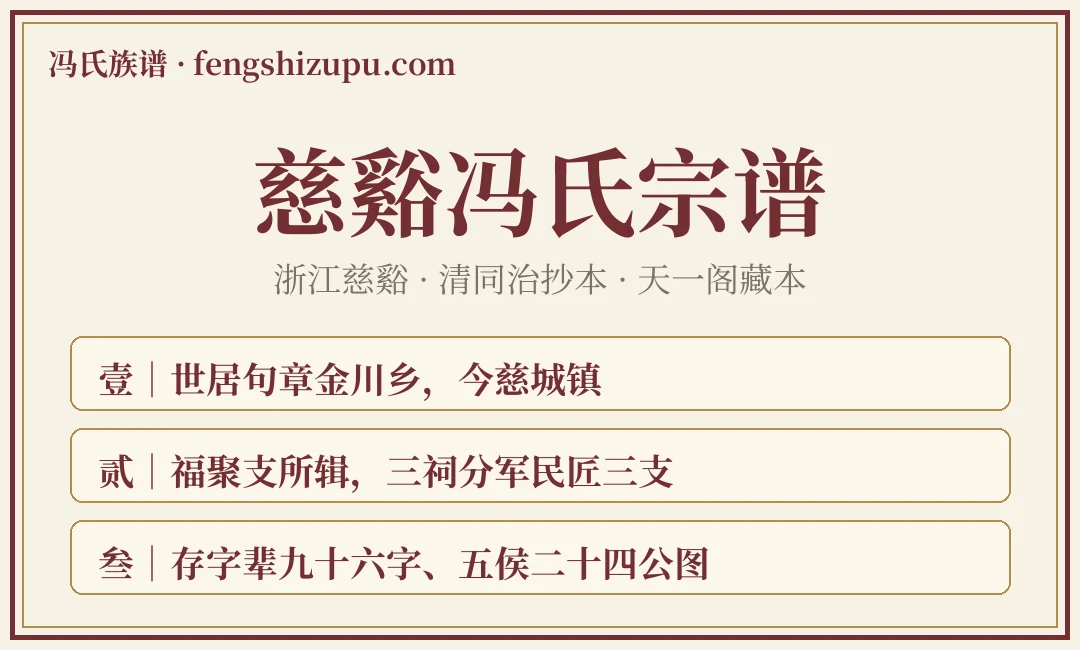 冯氏族谱 · fengshizupu.com
慈谿冯氏宗谱
浙江慈谿 · 清同治抄本 · 天一阁藏本
壹｜世居句章金川乡，今慈城镇
贰｜福聚支所辑，三祠分军民匠三支
叁｜存字辈九十六字、五侯二十四公图